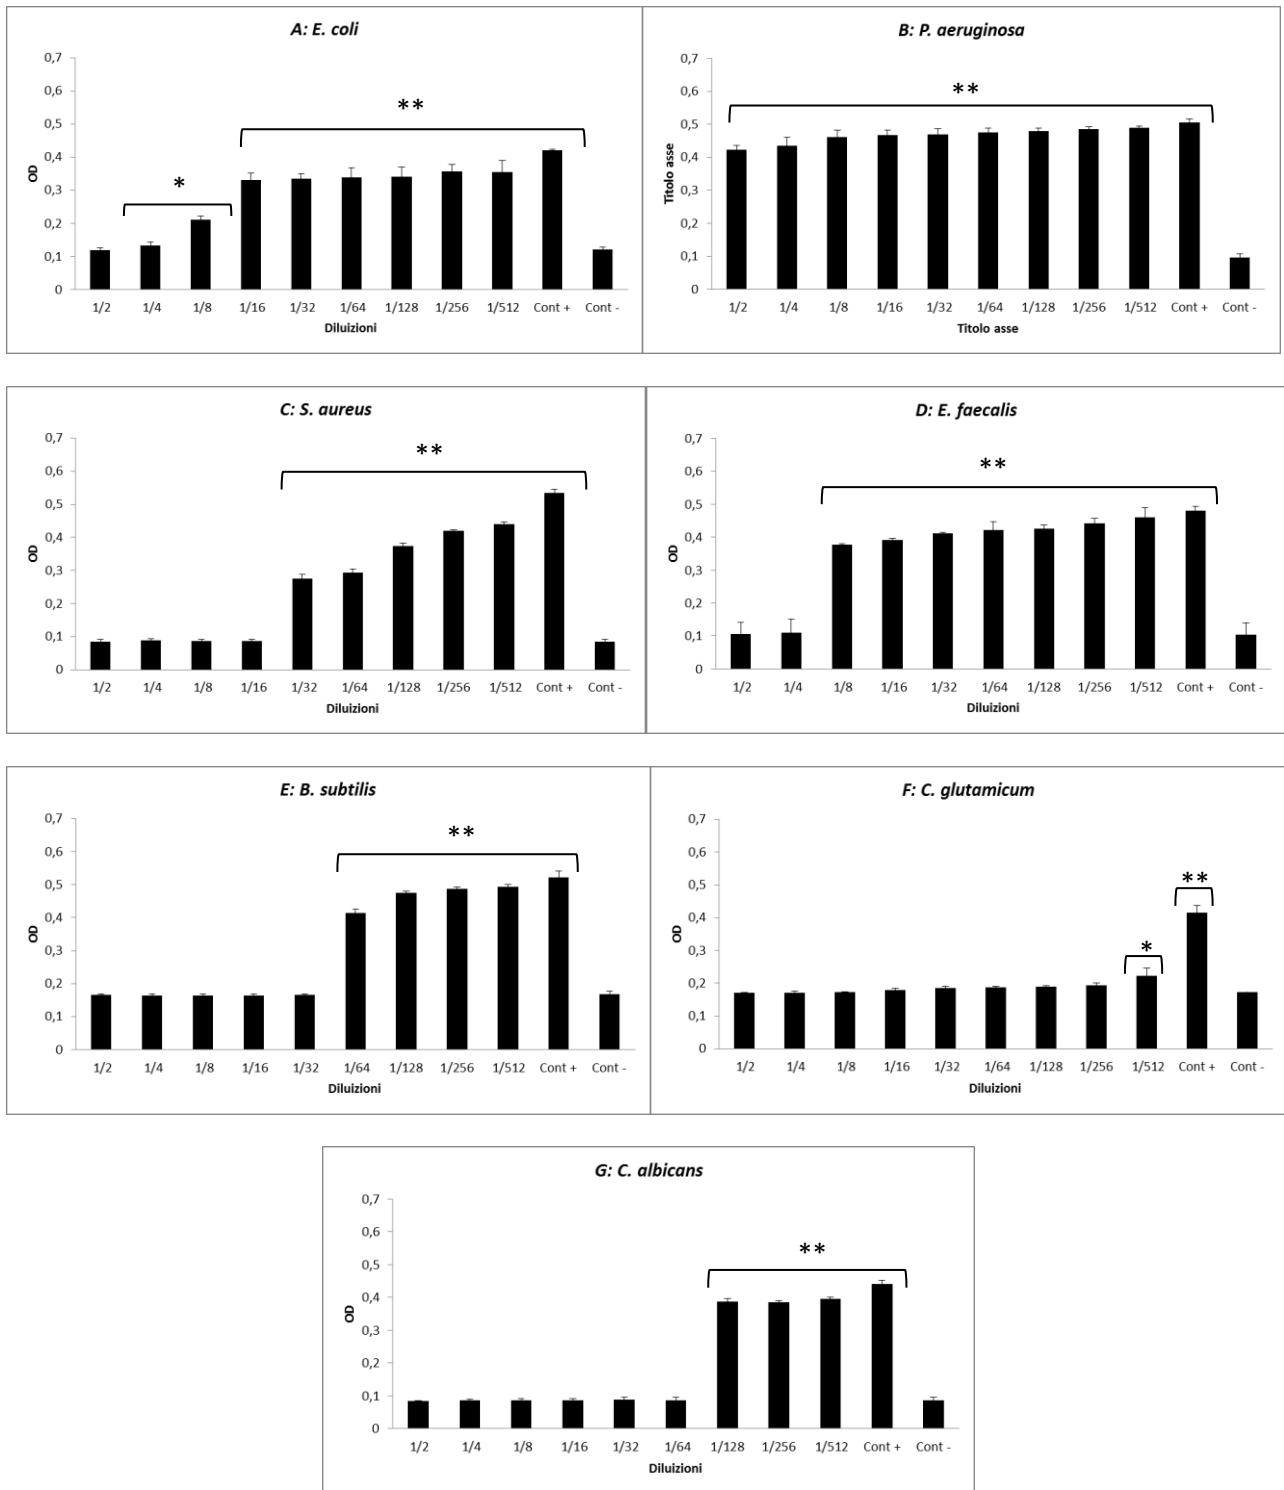 A: E. coli
0,7
0,6
0,5
0,4
0,3
0,2
0,1
0
OD
*
**
1/2 1/4 1/8 1/16 1/32 1/64 1/128 1/256 1/512 Cont + Cont -
Diluizioni
B: P. aeruginosa
0,7
0,6
0,5
0,4
0,3
0,2
0,1
0
Titolo asse
**
1/2 1/4 1/8 1/16 1/32 1/64 1/128 1/256 1/512 Cont + Cont -
Titolo asse
C: S. aureus
0,7
0,6
0,5
0,4
0,3
0,2
0,1
0
OD
**
1/2 1/4 1/8 1/16 1/32 1/64 1/128 1/256 1/512 Cont + Cont -
Diluizioni
D: E. faecalis
0,7
0,6
0,5
0,4
0,3
0,2
0,1
0
OD
**
1/2 1/4 1/8 1/16 1/32 1/64 1/128 1/256 1/512 Cont + Cont -
Diluizioni
E: B. subtilis
0,7
0,6
0,5
0,4
0,3
0,2
0,1
0
OD
**
1/2 1/4 1/8 1/16 1/32 1/64 1/128 1/256 1/512 Cont + Cont -
Diluizioni
F: C. glutamicum
0,7
0,6
0,5
0,4
0,3
0,2
0,1
0
OD
*
**
1/2 1/4 1/8 1/16 1/32 1/64 1/128 1/256 1/512 Cont + Cont -
Diluizioni
G: C. albicans
0,7
0,6
0,5
0,4
0,3
0,2
0,1
0
OD
**
1/2 1/4 1/8 1/16 1/32 1/64 1/128 1/256 1/512 Cont + Cont -
Diluizioni